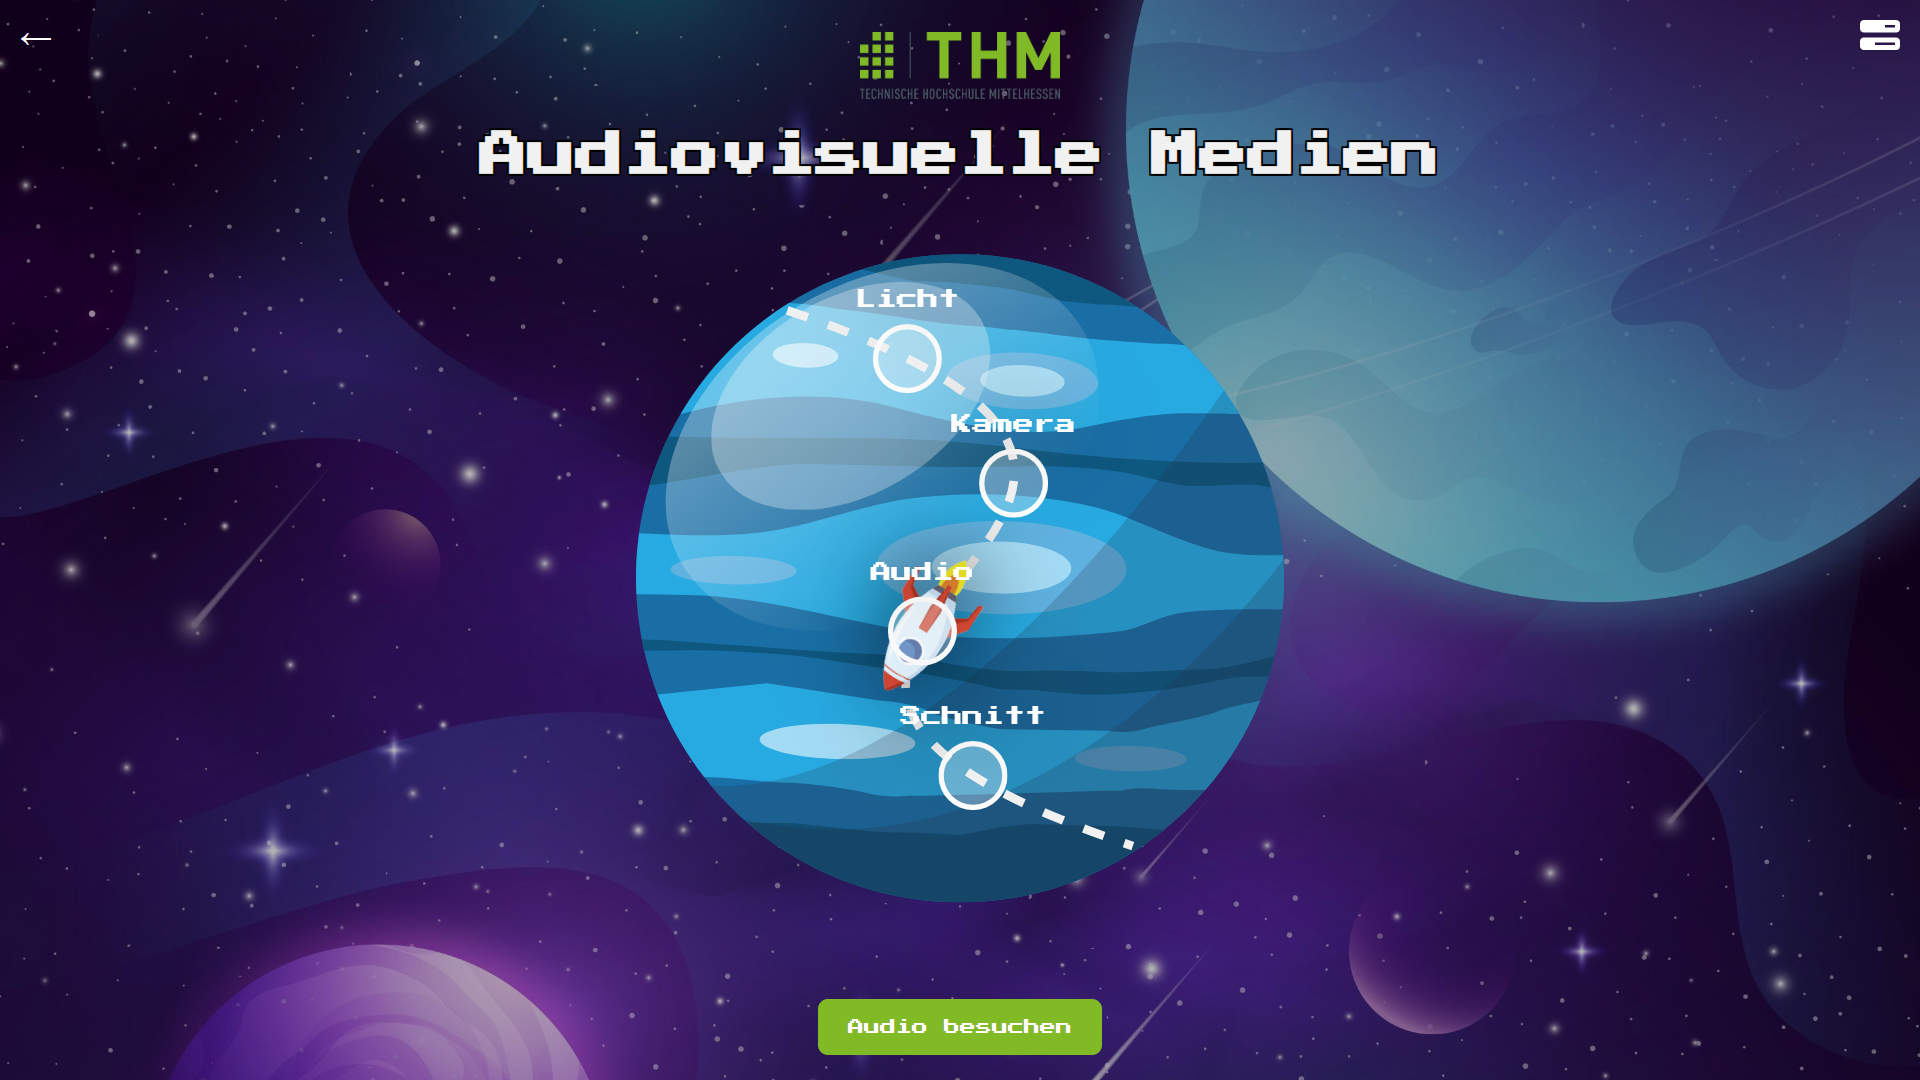 THM
TECHNISCHE HOCHSCHULE MITTELHESSEN
Audiovisuelle Medien
Licht
Kamera
Audio
Schnitt
Audio besuchen